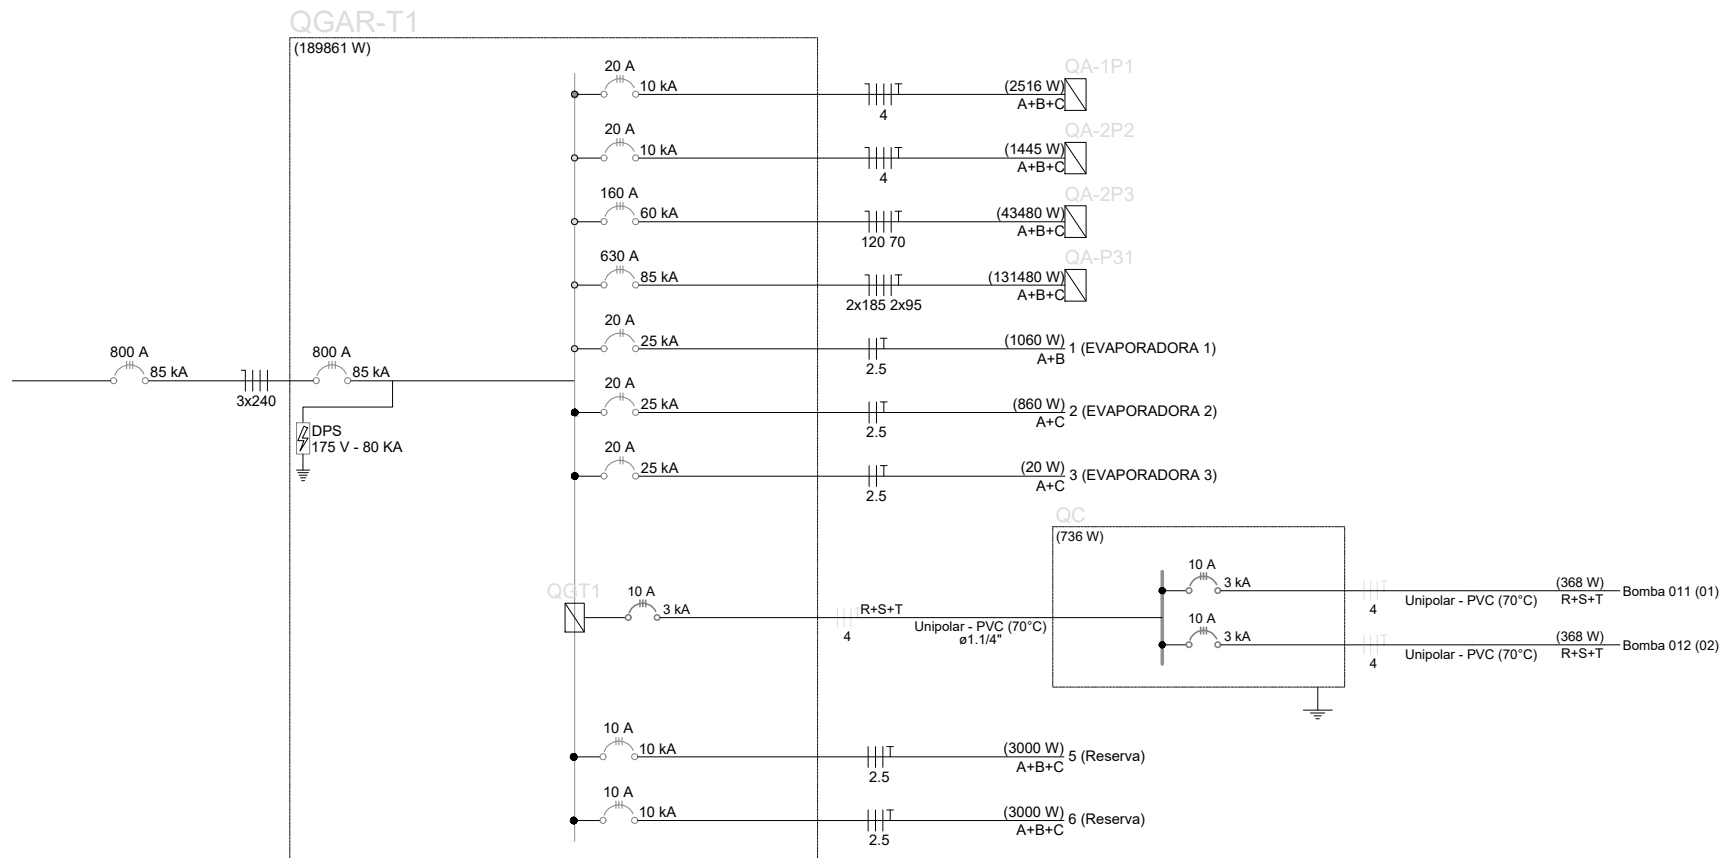 QGAR-T1
(189861 W)
20 A
10 kA
4
(2516 W)
A+B+C
QA-1P1
20 A
10 kA
4
(1445 W)
A+B+C
QA-2P2
160 A
60 kA
120 70
(43480 W)
A+B+C
QA-2P3
630 A
85 kA
2x185 2x95
(131480 W)
A+B+C
QA-P31
800 A
85 kA
3x240
800 A
85 kA
DPS
175 V - 80 KA
20 A
25 kA
2.5
(1060 W)
A+B
1 (EVAPORADORA 1)
20 A
25 kA
2.5
(860 W)
A+C
2 (EVAPORADORA 2)
20 A
25 kA
2.5
(20 W)
A+C
3 (EVAPORADORA 3)
QGT1
10 A
3 kA
4
R+S+T
Unipolar - PVC (70°C)
ø1.1/4"
QC
(736 W)
10 A
3 kA
4
Unipolar - PVC (70°C)
(368 W)
R+S+T
Bomba 011 (01)
10 A
3 kA
4
Unipolar - PVC (70°C)
(368 W)
R+S+T
Bomba 012 (02)
10 A
10 kA
2.5
(3000 W)
A+B+C
5 (Reserva)
10 A
10 kA
2.5
(3000 W)
A+B+C
6 (Reserva)